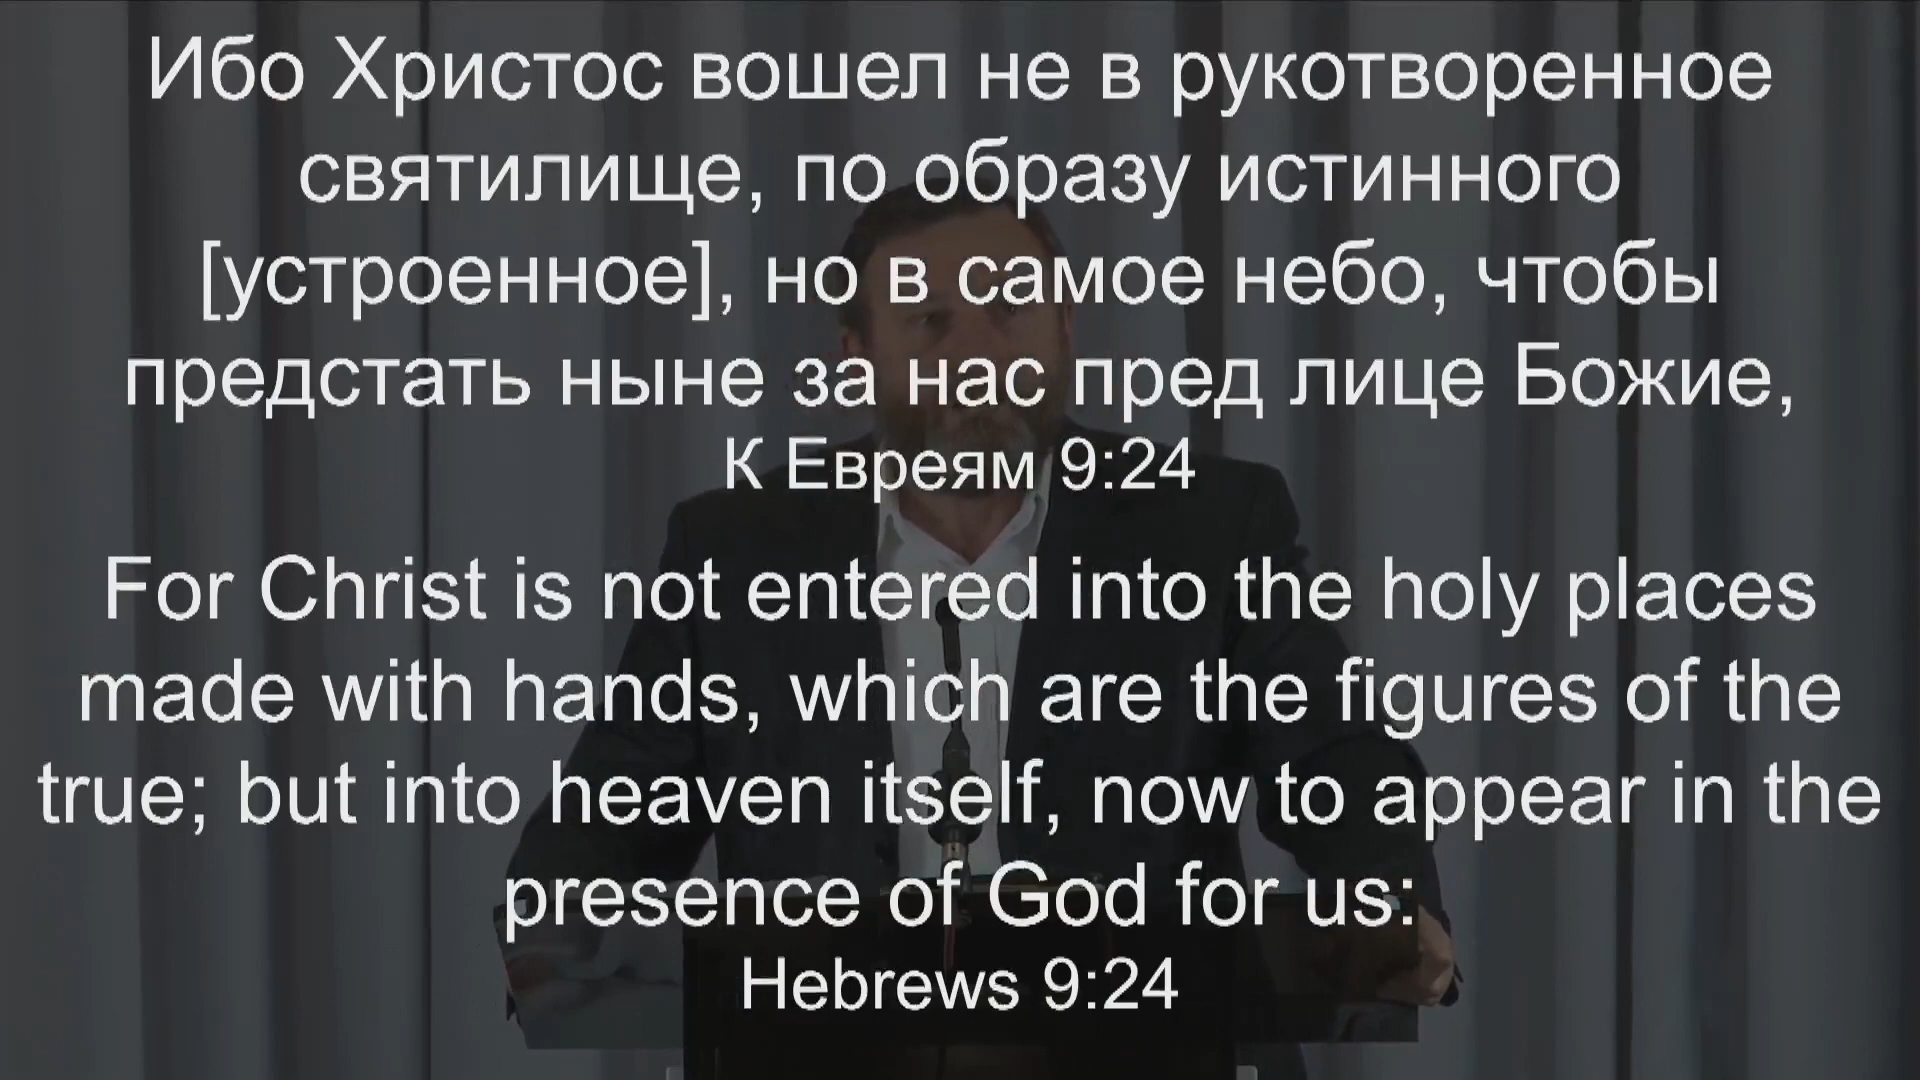 Ибо Христос вошел не в рукотворенное
святилище, по образу истинного
[устроенное], но в самое небо, чтобы
предстать ныне за нас пред лице Божие,
К Евреям 9:24
For Christ is not entered into the holy places
made with hands, which are the figures of the
true; but into heaven itself, now to appear in the
presence of God for us:
Hebrews 9:24